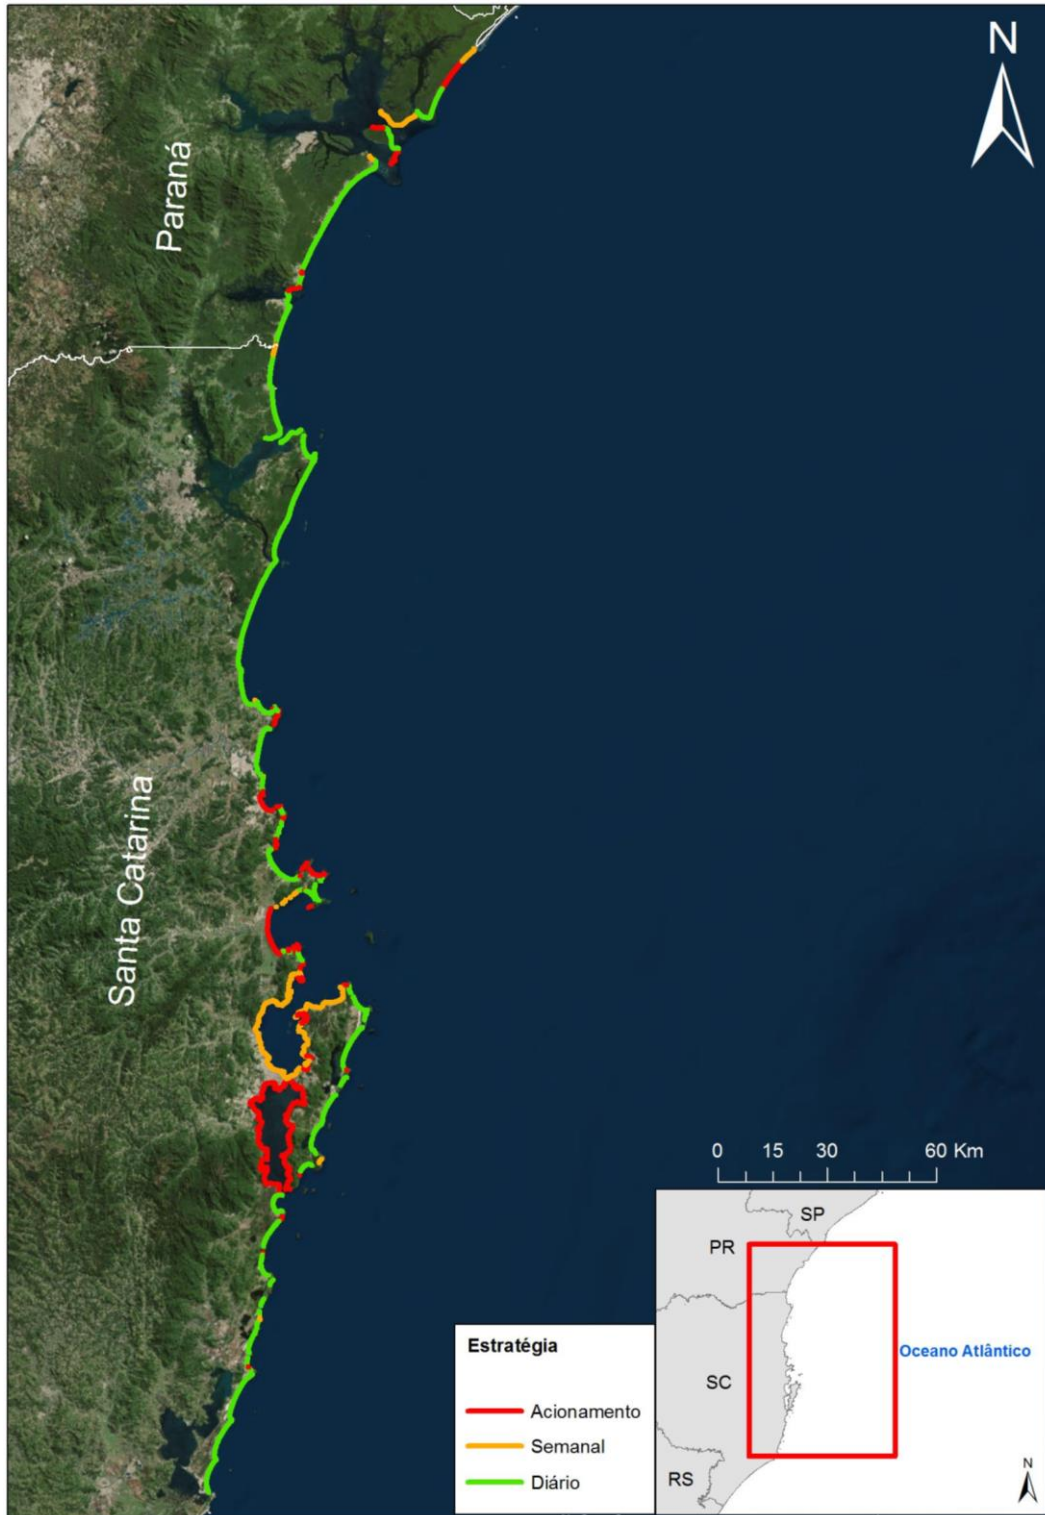 N
Paraná
Santa Catarina
0 15 30 60 Km
Estratégia
Acionamento
Semanal
Diário
SP
PR
SC
RS
Oceano Atlântico
N